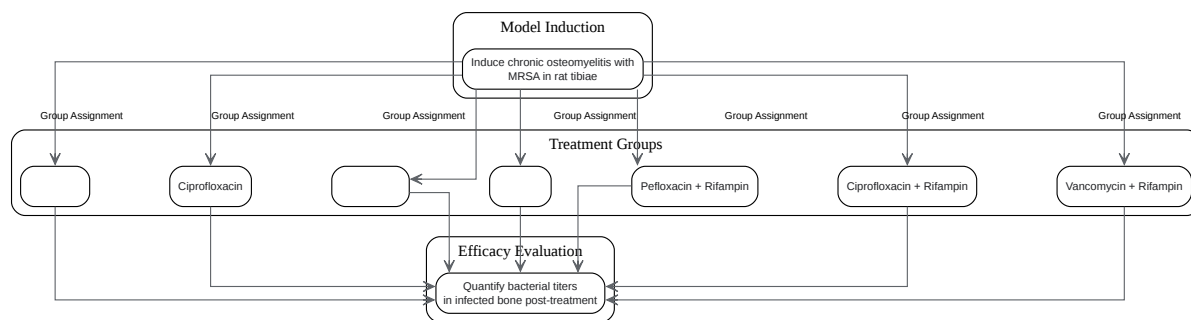 Model Induction
Induce chronic osteomyelitis with
MRSA in rat tibiae
Group Assignment
Group Assignment
Group Assignment
Group Assignment
Group Assignment
Group Assignment
Group Assignment
Treatment Groups
Ciprofloxacin
Pefloxacin + Rifampin
Ciprofloxacin + Rifampin
Vancomycin + Rifampin
Efficacy Evaluation
Quantify bacterial titers
in infected bone post-treatment